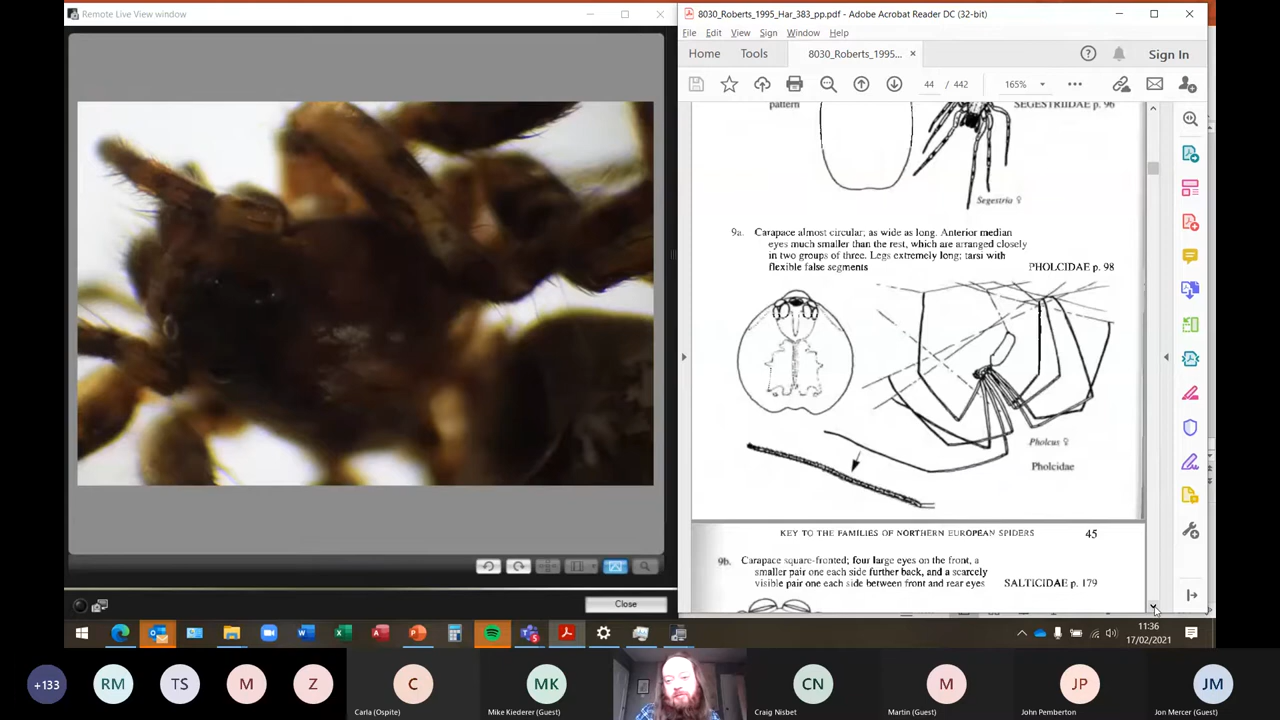 Remote Live View window
8030_Roberts_1995_Har_383_pp.pdf - Adobe Acrobat Reader DC (32-bit)
File Edit View Sign Window Help
Home Tools 8030_Roberts_1995... Sign In
44 / 442 165%
pattern
SEGESTRIIDAE p. 96
Segestria ♀
9a. Carapace almost circular; as wide as long. Anterior median
eyes much smaller than the rest, which are arranged closely
in two groups of three. Legs extremely long; tarsi with
flexible false segments PHOLCIDAE p. 98
Pholcus ♀
Pholcidae
KEY TO THE FAMILIES OF NORTHERN EUROPEAN SPIDERS 45
9b. Carapace square-fronted; four large eyes on the front, a
smaller pair one each side further back, and a scarcely
visible pair one each side between front and rear eyes SALTICIDAE p. 179
Close
11:36
17/02/2021
+133 RM TS M Z C MK CN M JP JM
Carla (Ospite) Mike Kiederer (Guest) Craig Nisbet Martin (Guest) John Pemberton Jon Mercer (Guest)